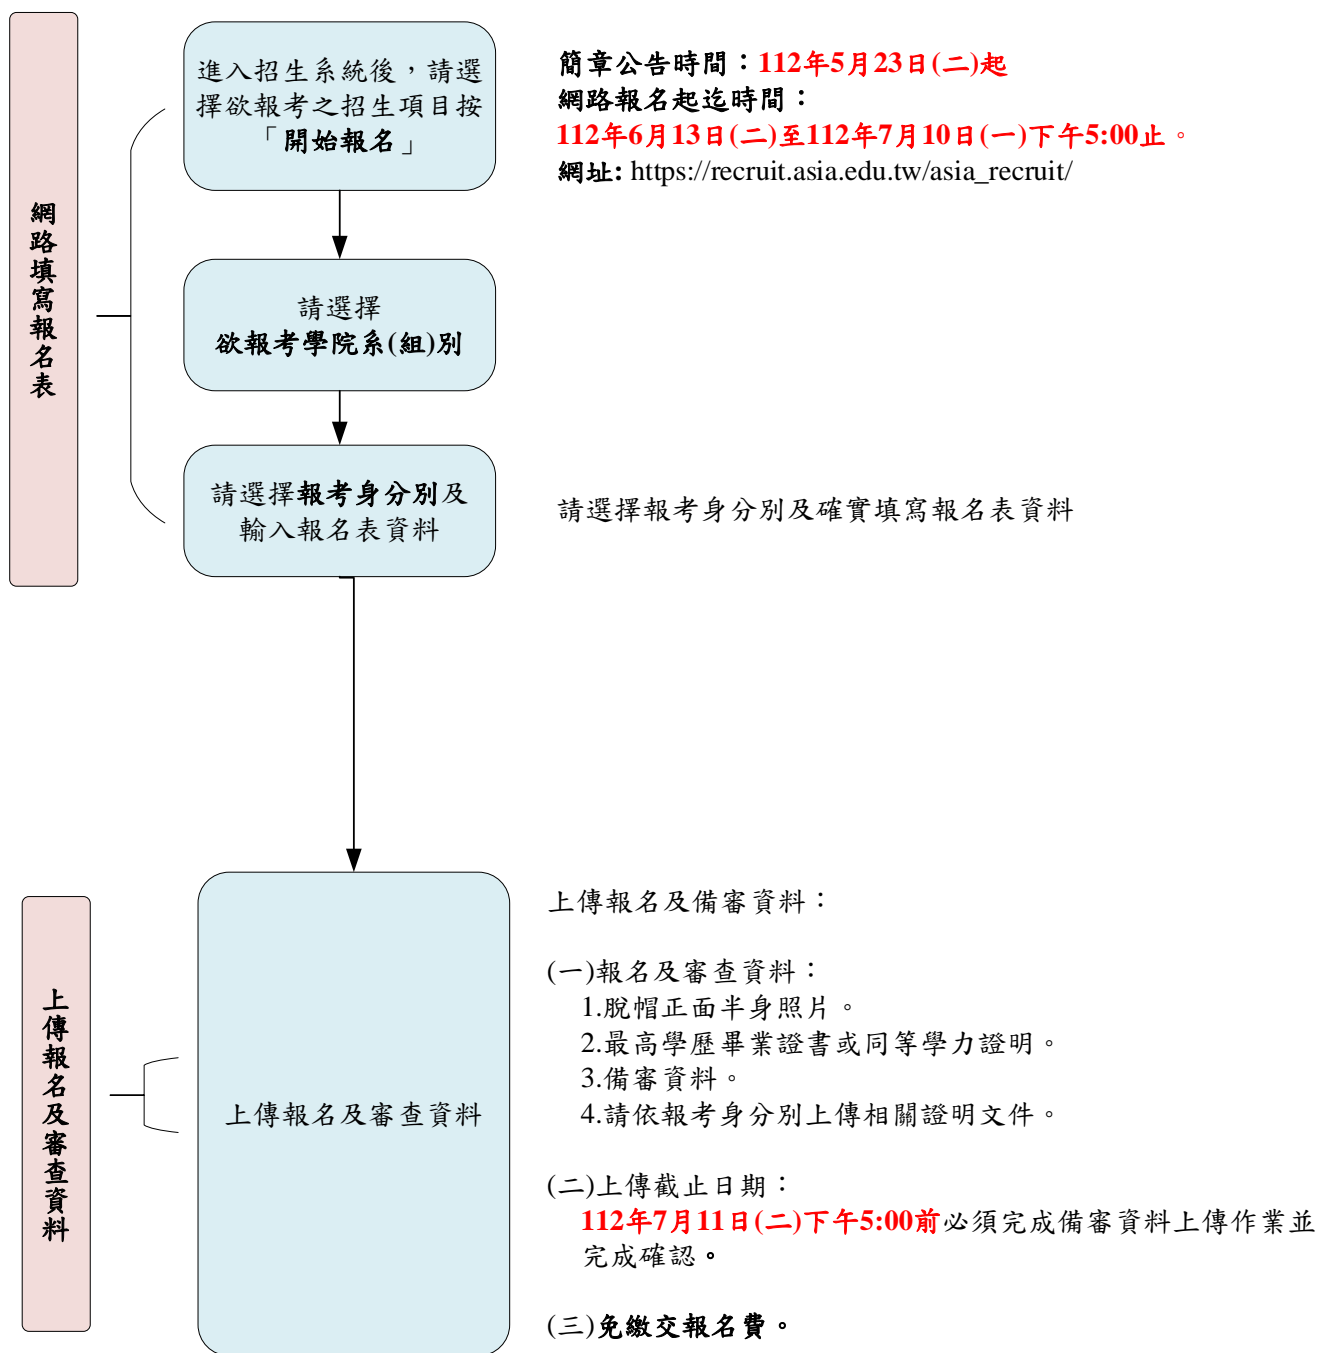 網路填寫報名表
進入招生系統後，請選
擇欲報考之招生項目按
「開始報名」
簡章公告時間：112年5月23日(二)起
網路報名起迄時間：
112年6月13日(二)至112年7月10日(一)下午5:00止。
網址: https://recruit.asia.edu.tw/asia_recruit/
請選擇
欲報考學院系(組)別
請選擇報考身分別及
輸入報名表資料
請選擇報考身分別及確實填寫報名表資料
上傳報名及審查資料
上傳報名及審查資料
上傳報名及備審資料：
(一)報名及審查資料：
1.脫帽正面半身照片。
2.最高學歷畢業證書或同等學力證明。
3.備審資料。
4.請依報考身分別上傳相關證明文件。
(二)上傳截止日期：
112年7月11日(二)下午5:00前必須完成備審資料上傳作業並
完成確認。
(三)免繳交報名費。